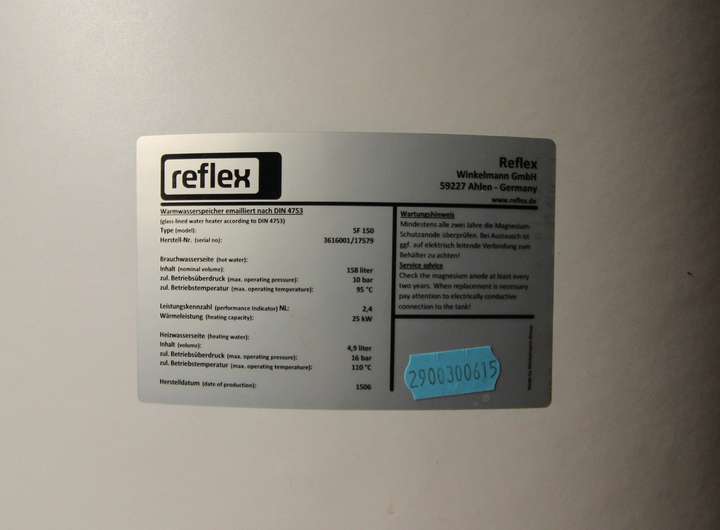 reflex
Reflex
Winkelmann GmbH
59227 Ahlen - Germany
www.reflex.de
Warmwasserspeicher emailliert nach DIN 4753
(glass-lined water heater according to DIN 4753)
Type (model): SF 150
Herstell-Nr. (serial no): 3616001/17579
Brauchwasserseite (hot water):
Inhalt (nominal volume): 158 liter
zul. Betriebsüberdruck (max. operating pressure): 10 bar
zul. Betriebstemperatur (max. operating temperature): 95 °C
Leistungskennzahl (performance indicator) NL: 2,4
Wärmeleistung (heating capacity): 25 kW
Heizwasserseite (heating water):
Inhalt (volume): 4,9 liter
zul. Betriebsüberdruck (max. operating pressure): 16 bar
zul. Betriebstemperatur (max. operating temperature): 110 °C
Herstelldatum (date of production): 1506
Wartungshinweis
Mindestens alle zwei Jahre die Magnesium-
Schutzanode überprüfen. Bei Austausch ist
ggf. auf elektrisch leitende Verbindung zum
Behälter zu achten!
Service advice
Check the magnesium anode at least every
two years. When replacement is necessary
pay attention to electrically conductive
connection to the tank!
2900300615